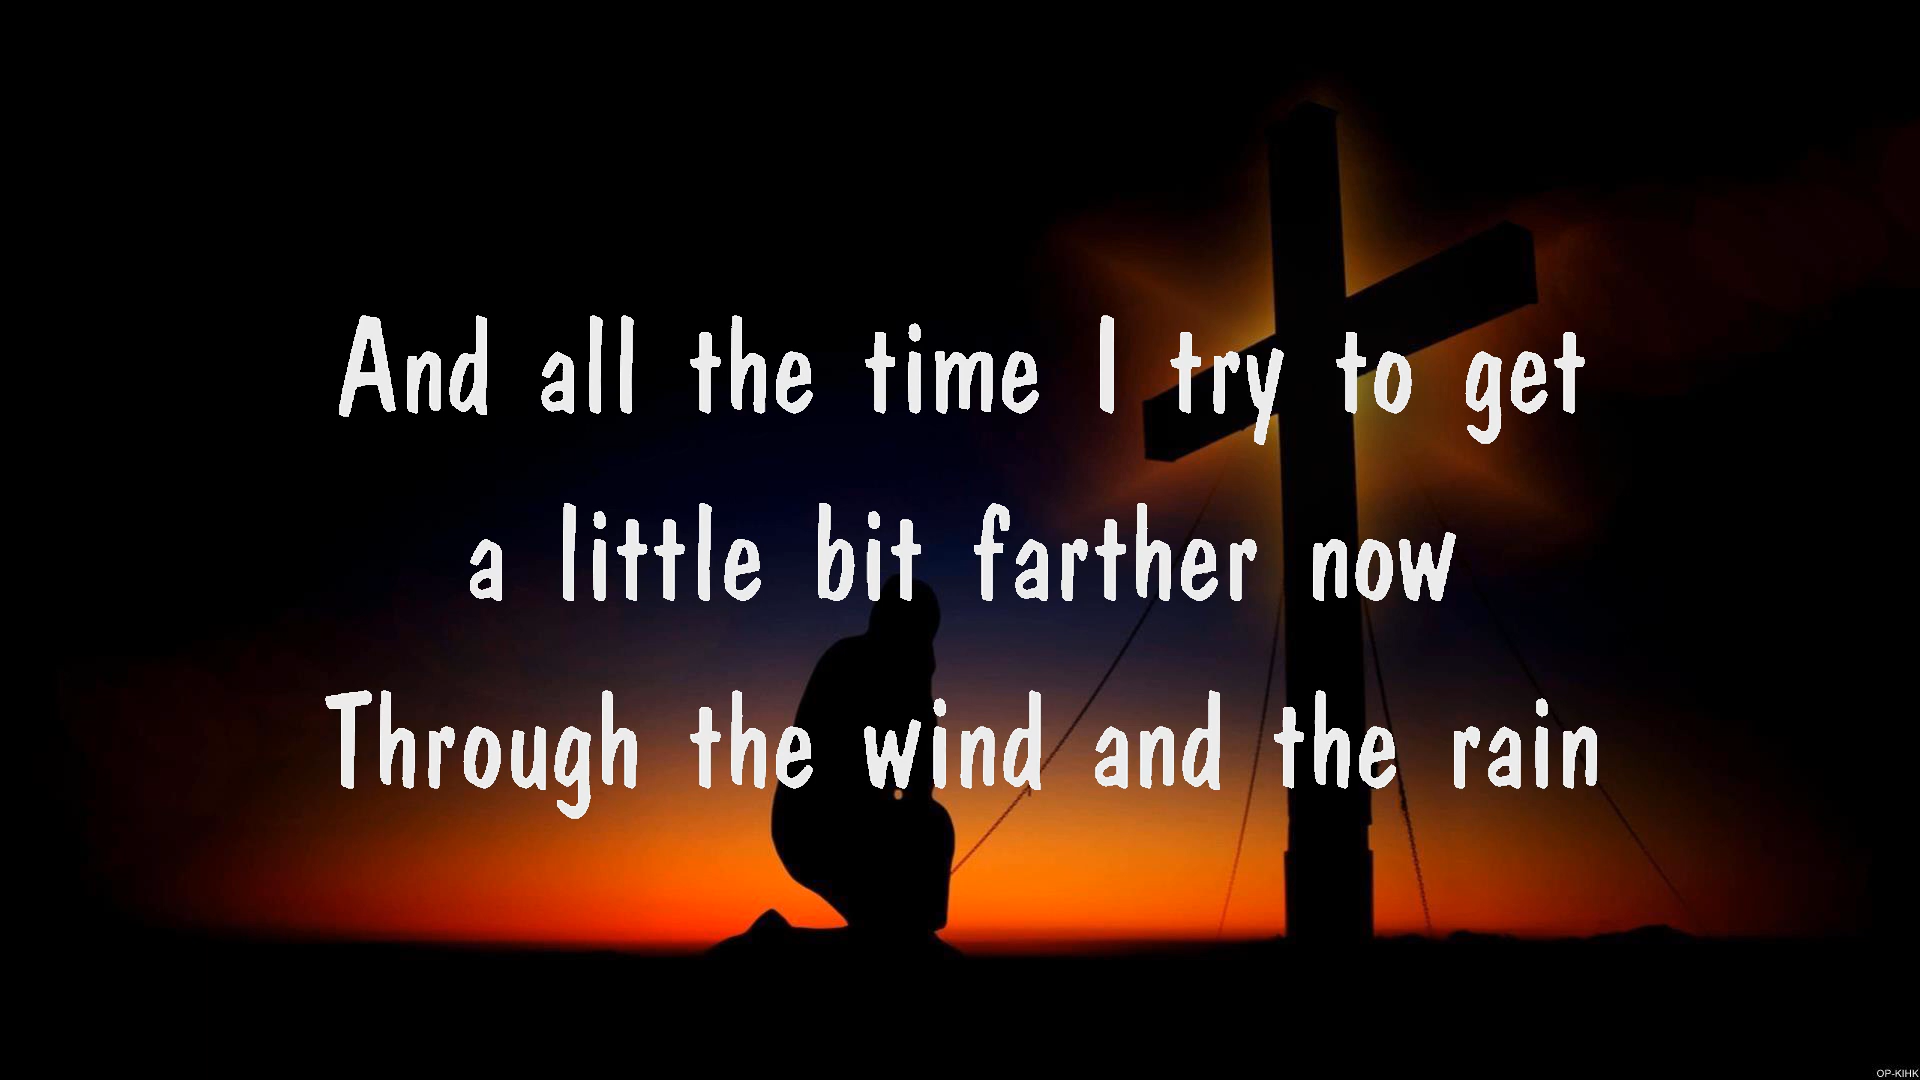 And all the time I try to get
a little bit farther now
Through the wind and the rain
OP-KIHK